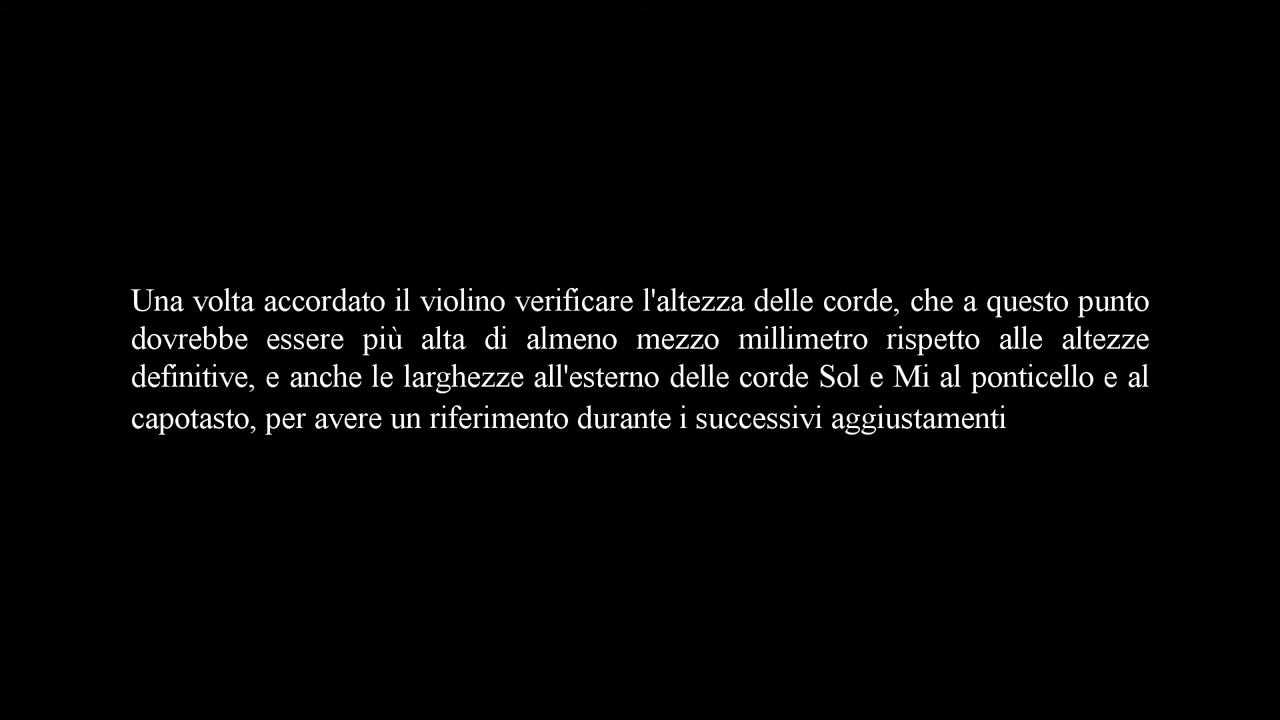 Una volta accordato il violino verificare l'altezza delle corde, che a questo punto
dovrebbe essere più alta di almeno mezzo millimetro rispetto alle altezze
definitive, e anche le larghezze all'esterno delle corde Sol e Mi al ponticello e al
capotasto, per avere un riferimento durante i successivi aggiustamenti